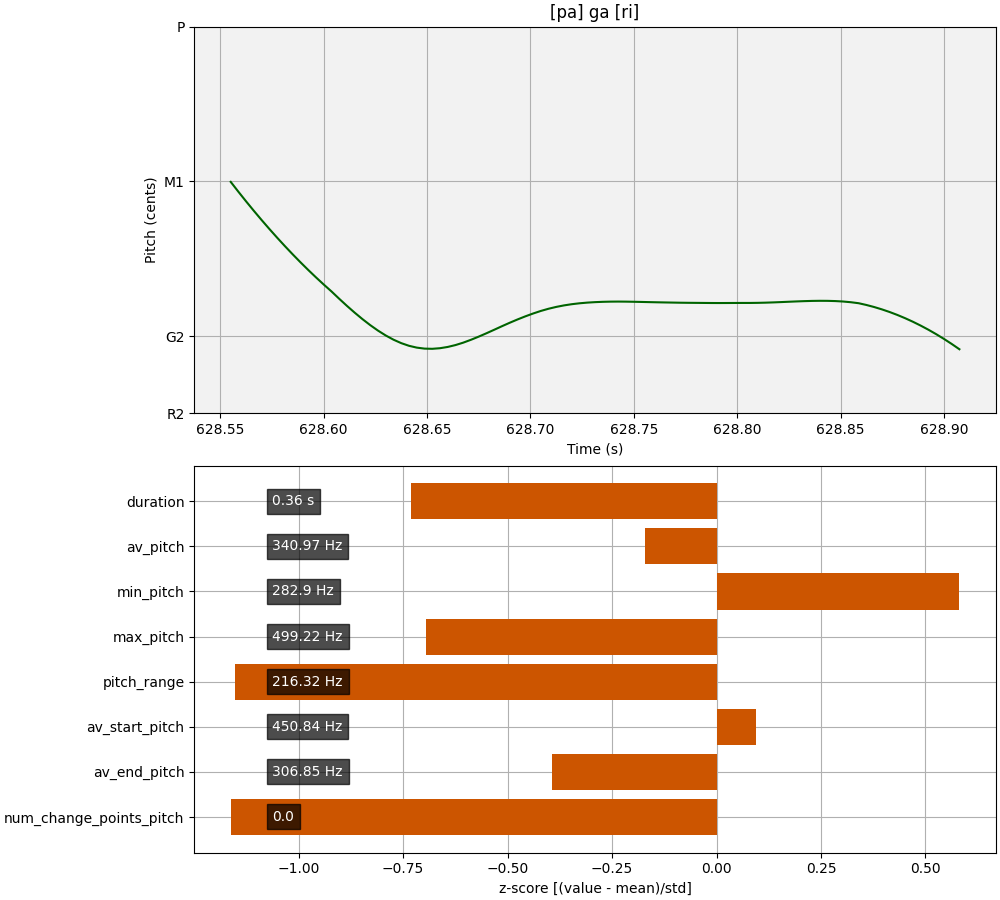 [pa] ga [ri]
P
M1
G2
R2
Pitch (cents)
628.55 628.60 628.65 628.70 628.75 628.80 628.85 628.90
Time (s)
duration 0.36 s
av_pitch 340.97 Hz
min_pitch 282.9 Hz
max_pitch 499.22 Hz
pitch_range 216.32 Hz
av_start_pitch 450.84 Hz
av_end_pitch 306.85 Hz
num_change_points_pitch 0.0
−1.00 −0.75 −0.50 −0.25 0.00 0.25 0.50
z-score [(value - mean)/std]